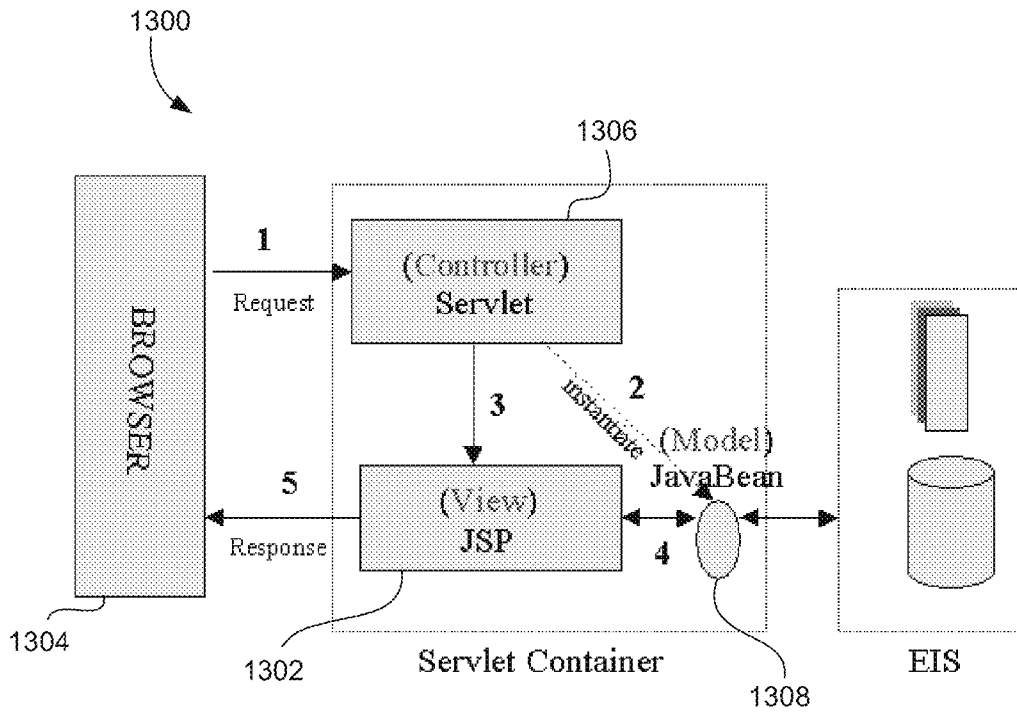 1300
1306
1
(Controller)
Servlet
Request
BROWSER
2
instantiate
3
(Model)
JavaBean
5
(View)
JSP
4
Response
1304
1302
Servlet Container
1308
EIS